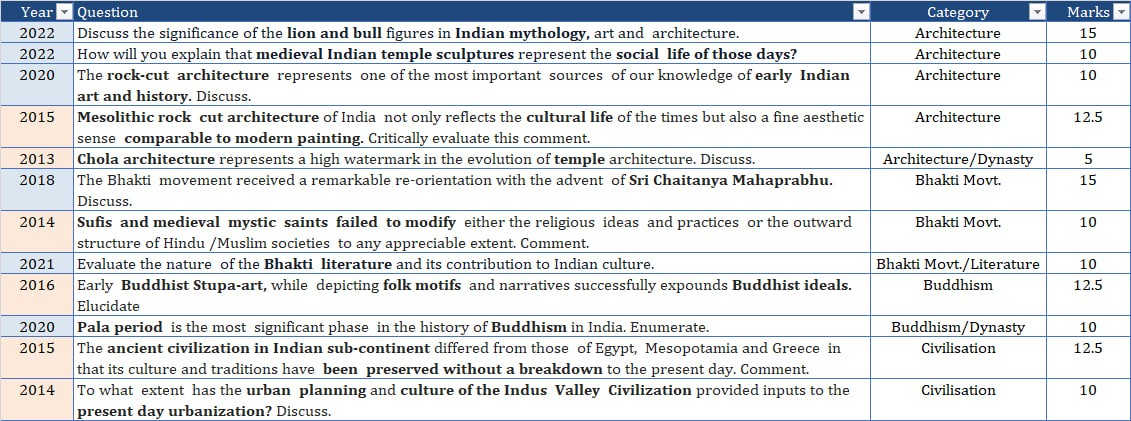 Year Question Category Marks
2022 Discuss the significance of the lion and bull figures in Indian mythology, art and architecture. Architecture 15
2022 How will you explain that medieval Indian temple sculptures represent the social life of those days? Architecture 10
2020 The rock-cut architecture represents one of the most important sources of our knowledge of early Indian Architecture 10
art and history. Discuss.
2015 Mesolithic rock cut architecture of India not only reflects the cultural life of the times but also a fine aesthetic Architecture 12.5
sense comparable to modern painting. Critically evaluate this comment.
2013 Chola architecture represents a high watermark in the evolution of temple architecture. Discuss. Architecture/Dynasty 5
2018 The Bhakti movement received a remarkable re-orientation with the advent of Sri Chaitanya Mahaprabhu. Bhakti Movt. 15
Discuss.
2014 Sufis and medieval mystic saints failed to modify either the religious ideas and practices or the outward Bhakti Movt. 10
structure of Hindu /Muslim societies to any appreciable extent. Comment.
2021 Evaluate the nature of the Bhakti literature and its contribution to Indian culture. Bhakti Movt./Literature 10
2016 Early Buddhist Stupa-art, while depicting folk motifs and narratives successfully expounds Buddhist ideals. Buddhism 12.5
Elucidate
2020 Pala period is the most significant phase in the history of Buddhism in India. Enumerate. Buddhism/Dynasty 10
2015 The ancient civilization in Indian sub-continent differed from those of Egypt, Mesopotamia and Greece in Civilisation 12.5
that its culture and traditions have been preserved without a breakdown to the present day. Comment.
2014 To what extent has the urban planning and culture of the Indus Valley Civilization provided inputs to the Civilisation 10
present day urbanization? Discuss.